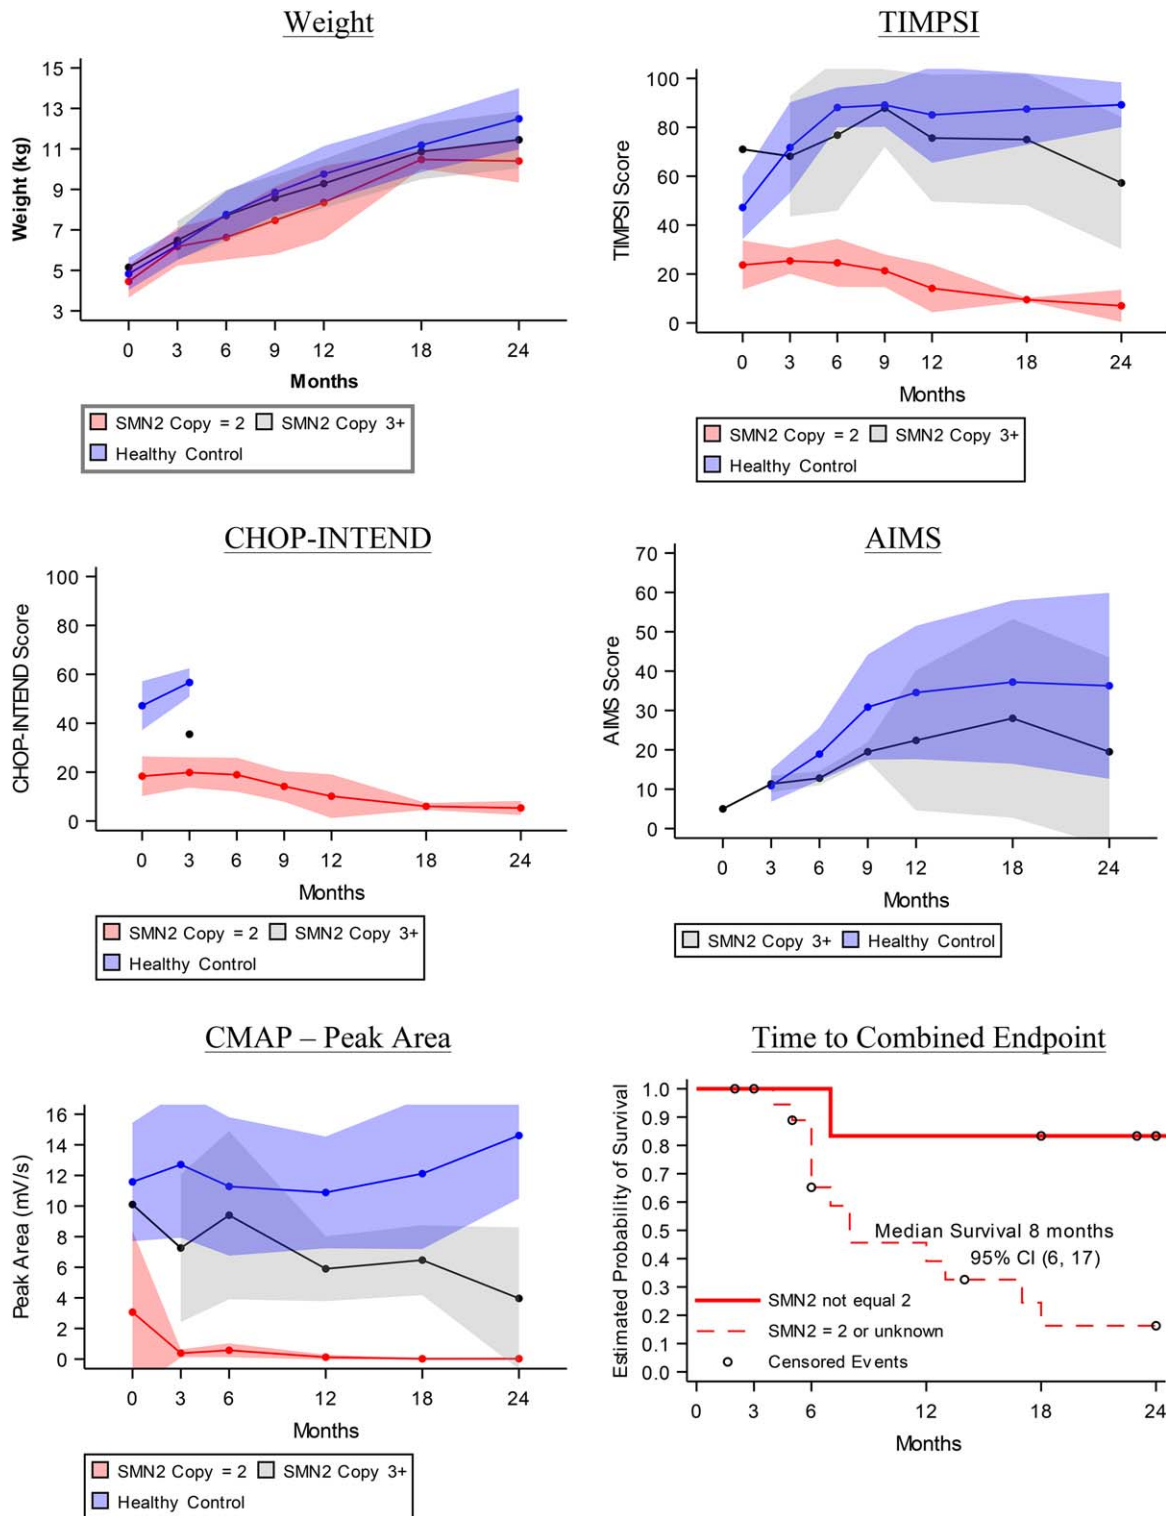 Weight
15
13
11
9
7
5
3
Weight (kg)
0 3 6 9 12 18 24
Months
SMN2 Copy = 2 SMN2 Copy 3+
Healthy Control
TIMPSI
100
80
60
40
20
0
TIMPSI Score
0 3 6 9 12 18 24
Months
SMN2 Copy = 2 SMN2 Copy 3+
Healthy Control
CHOP-INTEND
100
80
60
40
20
0
CHOP-INTEND Score
0 3 6 9 12 18 24
Months
SMN2 Copy = 2 SMN2 Copy 3+
Healthy Control
AIMS
70
60
50
40
30
20
10
0
AIMS Score
0 3 6 9 12 18 24
Months
SMN2 Copy 3+ Healthy Control
CMAP – Peak Area
16
14
12
10
8
6
4
2
0
Peak Area (mV/s)
0 3 6 12 18 24
Months
SMN2 Copy = 2 SMN2 Copy 3+
Healthy Control
Time to Combined Endpoint
1.0
0.9
0.8
0.7
0.6
0.5
0.4
0.3
0.2
0.1
0.0
Estimated Probability of Survival
Median Survival 8 months
95% CI (6, 17)
SMN2 not equal 2
SMN2 = 2 or unknown
Censored Events
0 3 6 12 18 24
Months